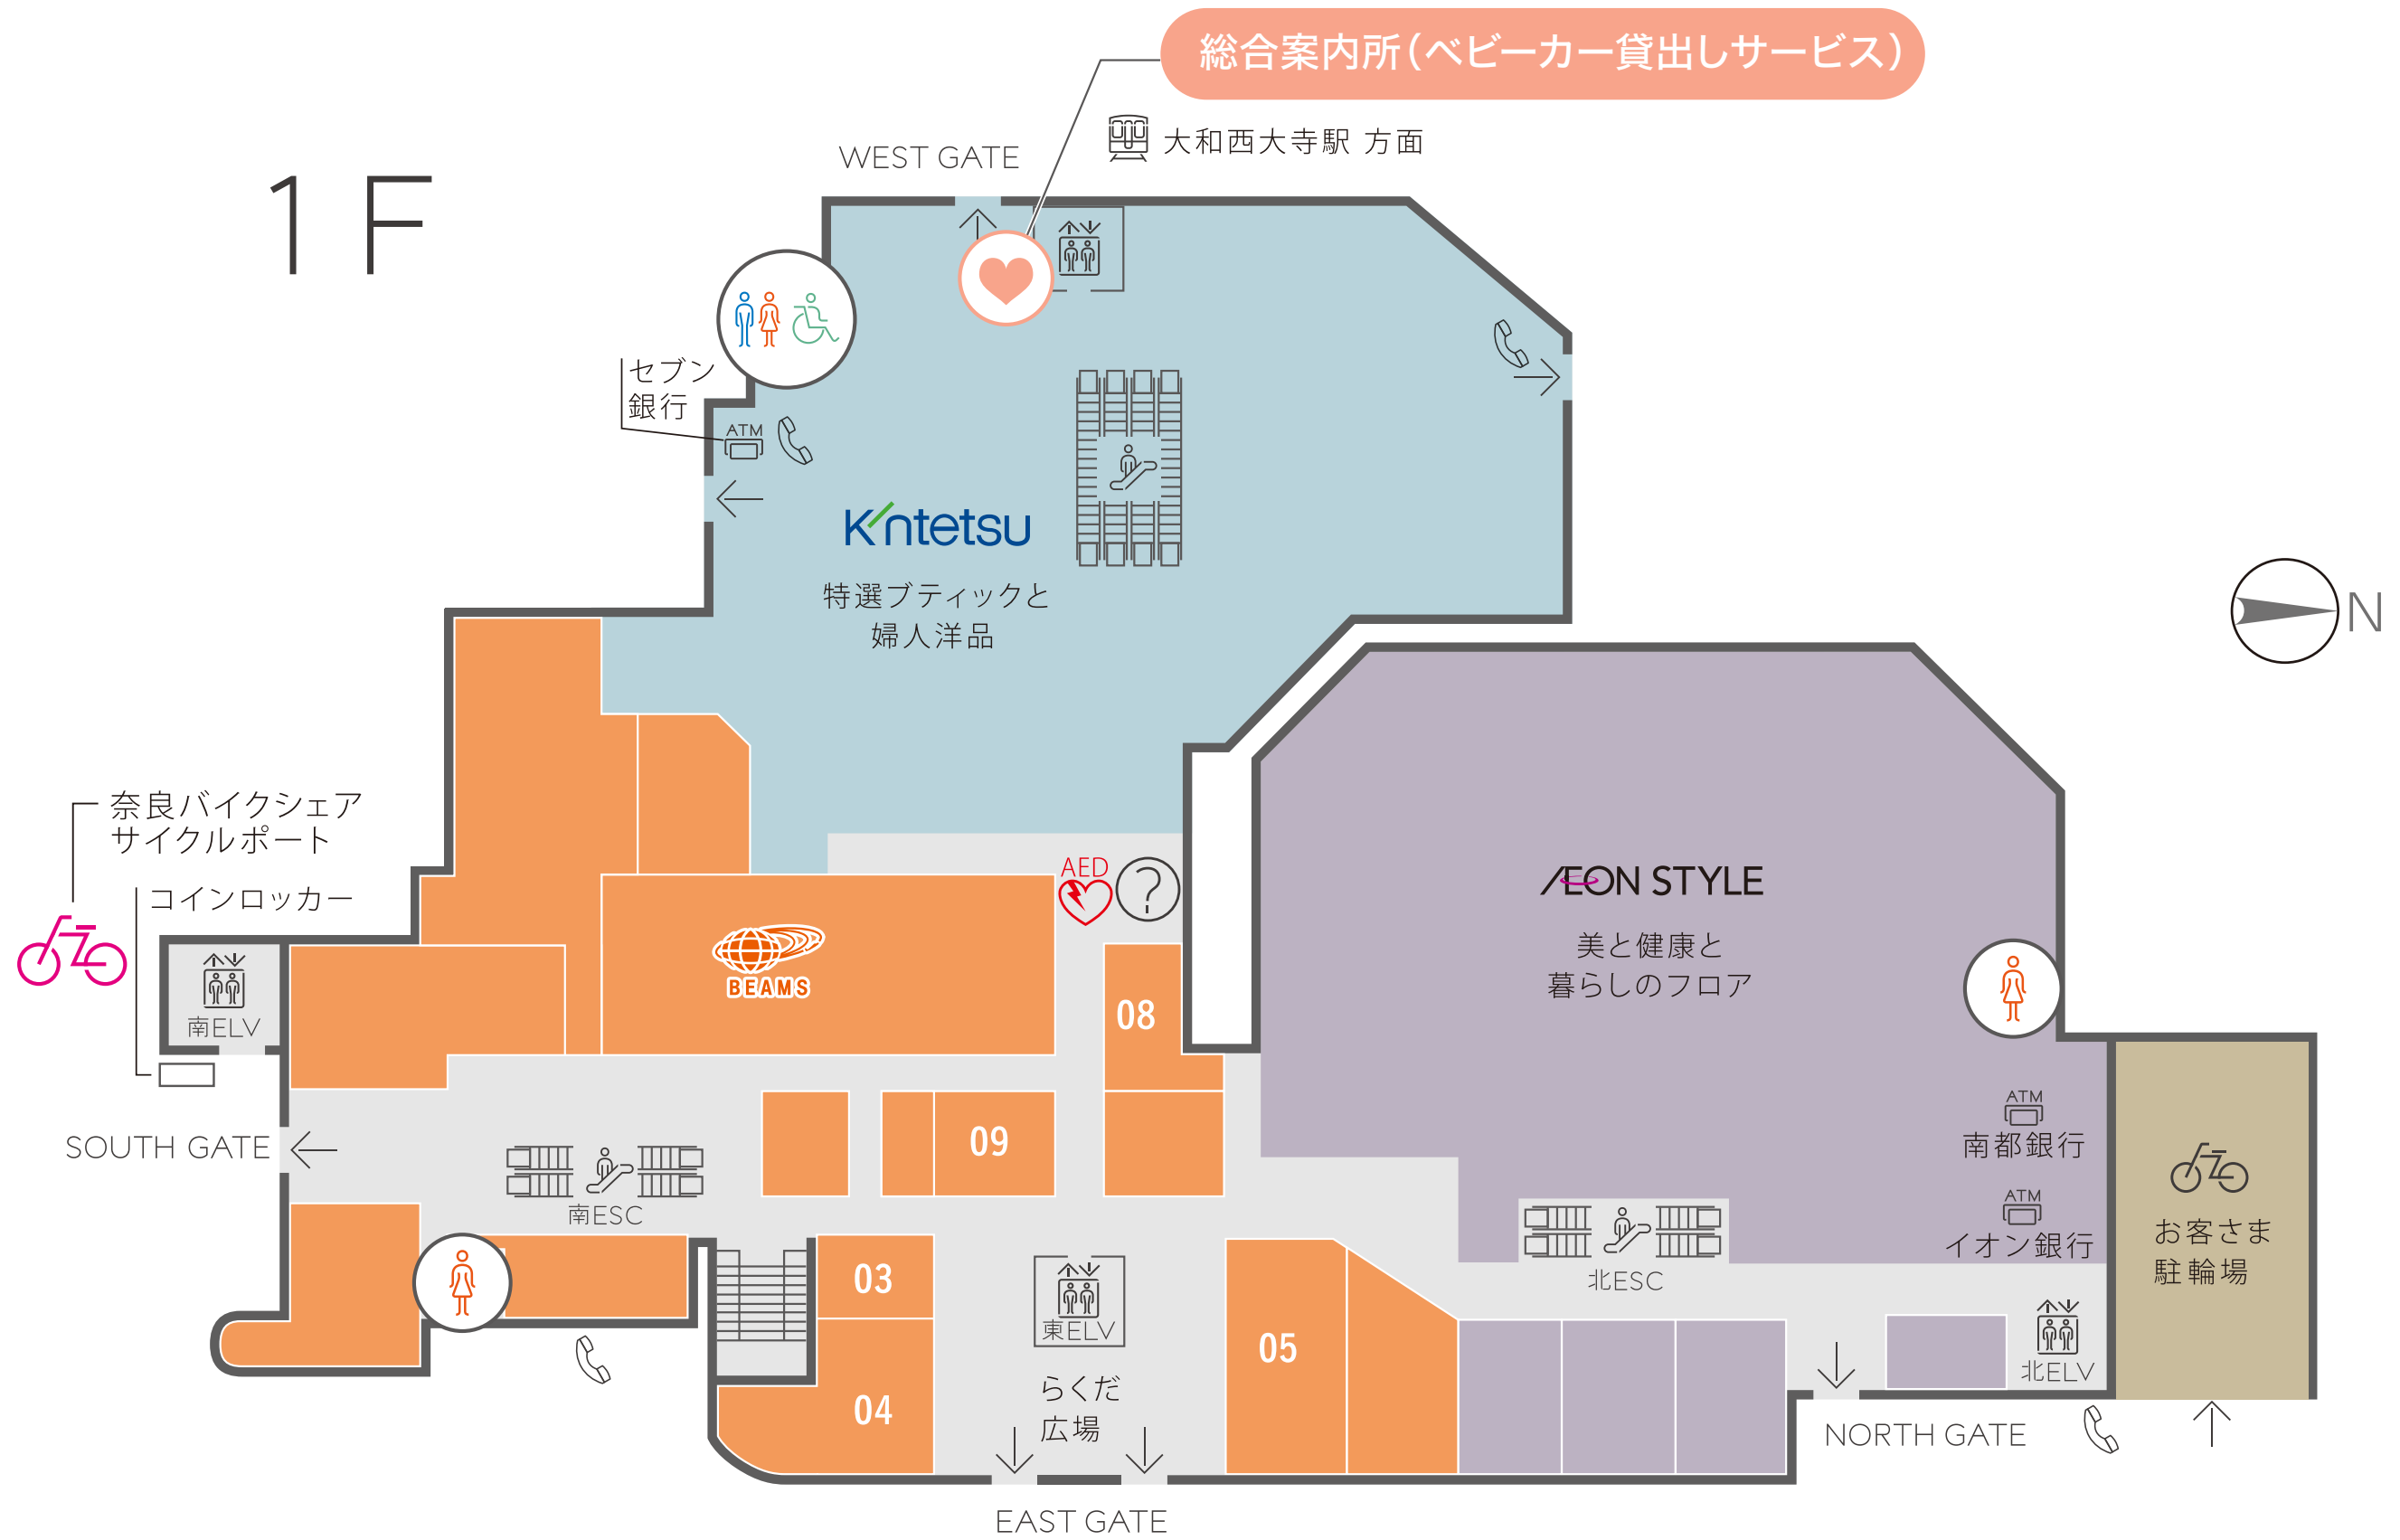 1F
総合案内所(ベビーカー貸出しサービス)
WEST GATE
大和西大寺駅 方面
セブン
銀行
ATM
Kintetsu
特選ブティックと
婦人洋品
N
奈良バイクシェア
サイクルポート
コインロッカー
南ELV
SOUTH GATE
AED
?
BEAMS
08
09
03
04
05
南ESC
東ELV
らくだ
広場
EAST GATE
ÆON STYLE
美と健康と
暮らしのフロア
ATM
南都銀行
ATM
イオン銀行
北ESC
北ELV
NORTH GATE
お客さま
駐輪場